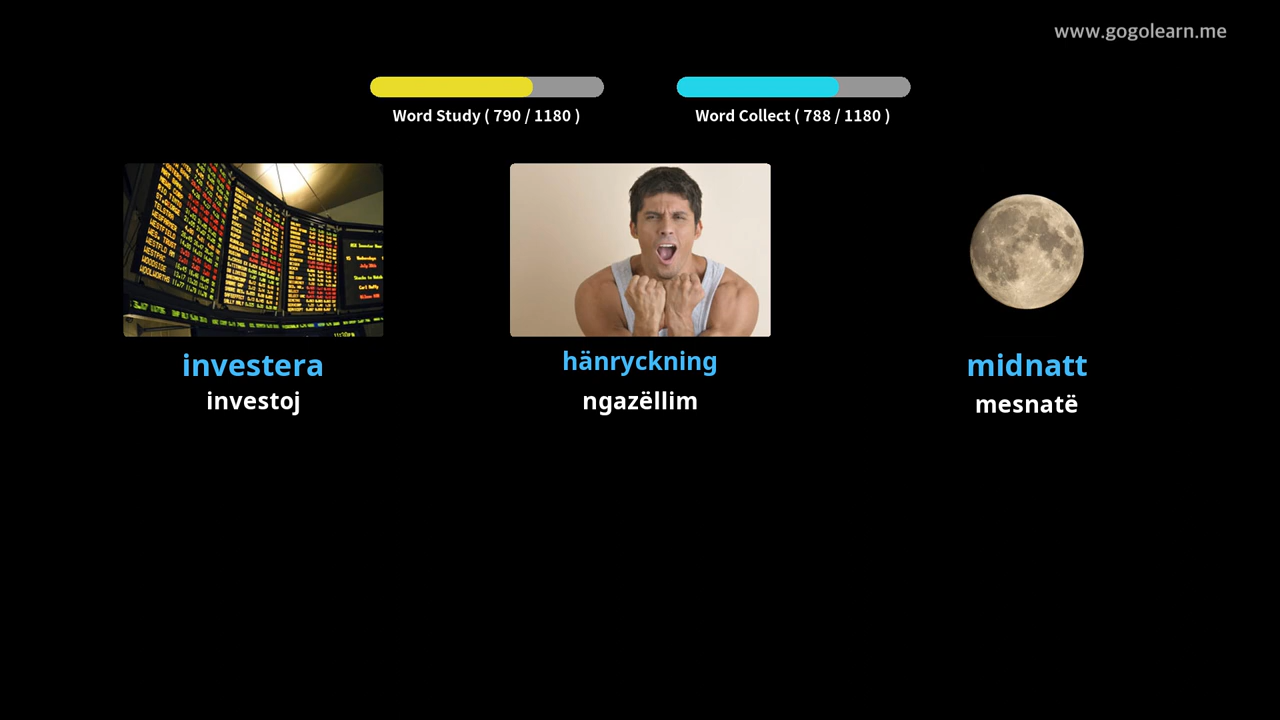 www.gogolearn.me
Word Study ( 790 / 1180 )
Word Collect ( 788 / 1180 )
investera
investoj
hänryckning
ngazëllim
midnatt
mesnatë